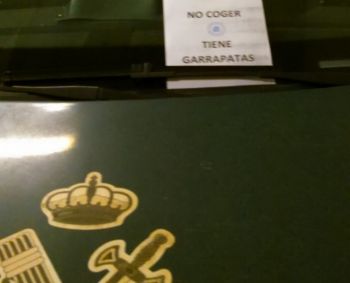 NO COGER
TIENE
GARRAPATAS